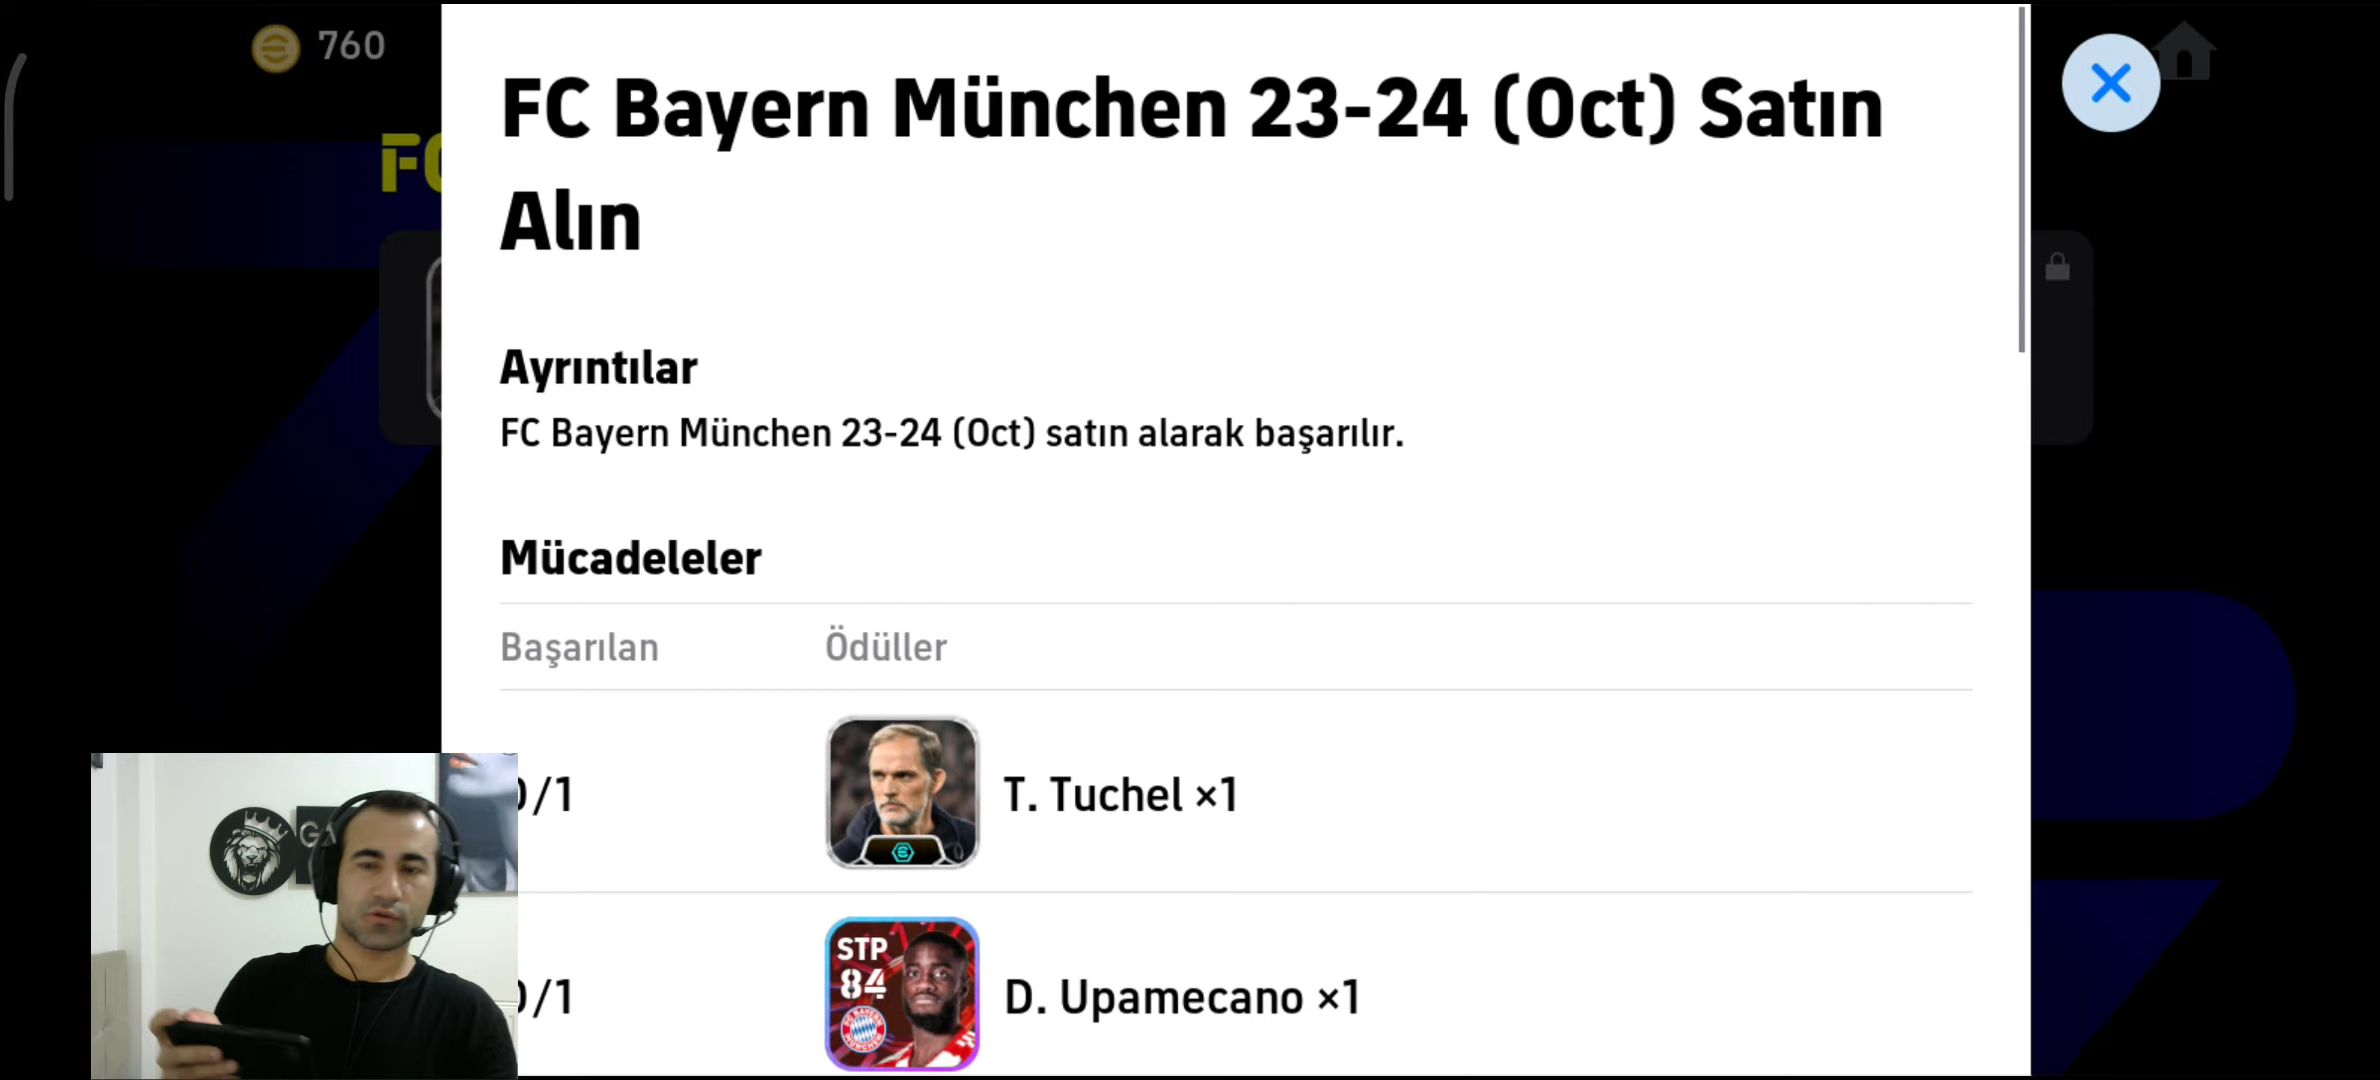 760
FC Bayern München 23-24 (Oct) Satın
Alın
Ayrıntılar
FC Bayern München 23-24 (Oct) satın alarak başarılır.
Mücadeleler
Başarılan Ödüller
/1 T. Tuchel ×1
STP
84
/1 D. Upamecano ×1